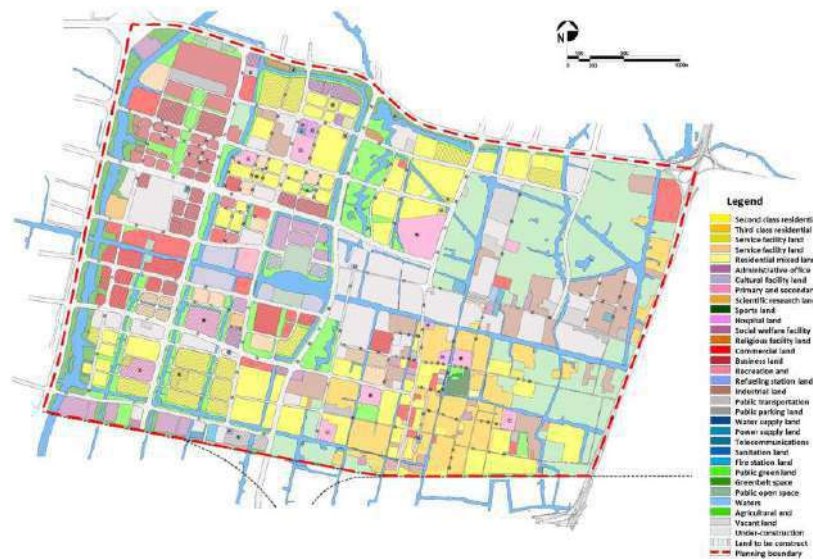 N
Legend
Second class residenti
Third class residential
Service facility land
Service facility land
Residential mixed land
Administrative office
Cultural facility land
Primary and secondary
Scientific research land
Sports land
Hospital land
Social welfare facility
Religious facility land
Commercial land
Business land
Recreation and
Refueling station land
Industrial land
Public transportation
Public parking land
Water supply land
Power supply land
Telecommunications
Sanitation land
Fire station land
Public green land
Greenbelt space
Public open space
Waters
Agricultural and
Vacant land
Under-construction
Land to be construct
Planning boundary